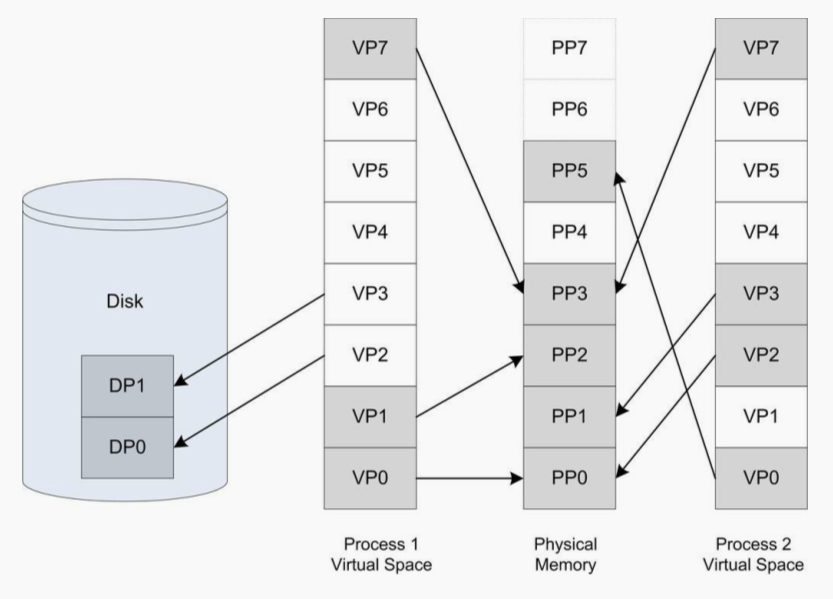 VP7
PP7
VP7
VP6
PP6
VP6
VP5
PP5
VP5
VP4
PP4
VP4
Disk
VP3
PP3
VP3
VP2
PP2
VP2
DP1
VP1
PP1
VP1
DP0
VP0
PP0
VP0
Process 1
Virtual Space
Physical
Memory
Process 2
Virtual Space